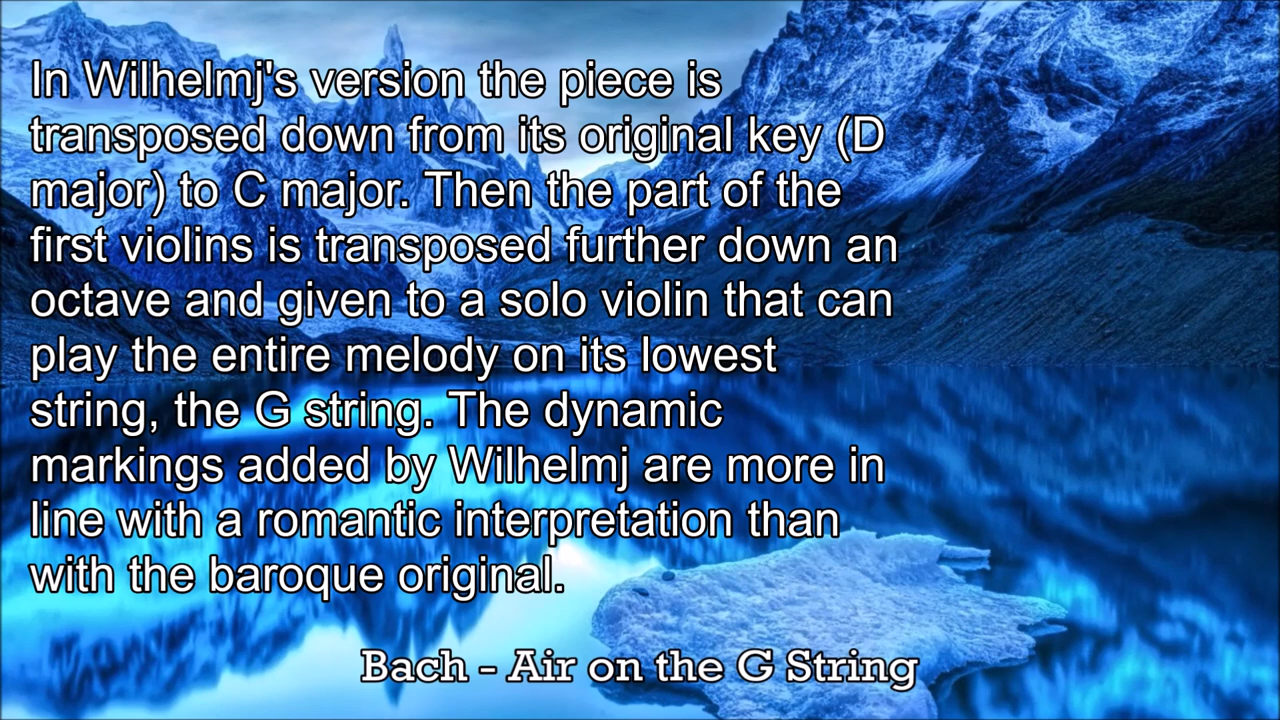 In Wilhelmj's version the piece is
transposed down from its original key (D
major) to C major. Then the part of the
first violins is transposed further down an
octave and given to a solo violin that can
play the entire melody on its lowest
string, the G string. The dynamic
markings added by Wilhelmj are more in
line with a romantic interpretation than
with the baroque original.
Bach - Air on the G String